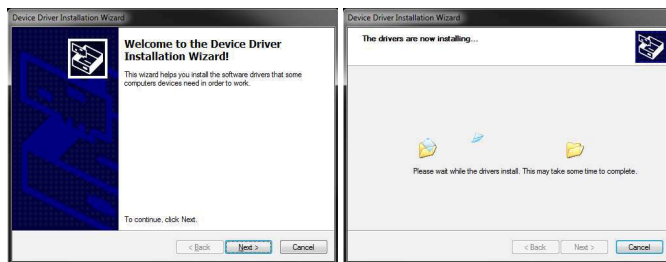 Device Driver Installation Wizard
Welcome to the Device Driver
Installation Wizard!
This wizard helps you install the software drivers that some
computers devices need in order to work.
To continue, click Next.
< Back
Next >
Cancel
Device Driver Installation Wizard
The drivers are now installing...
Please wait while the drivers install. This may take some time to complete.
< Back
Next >
Cancel